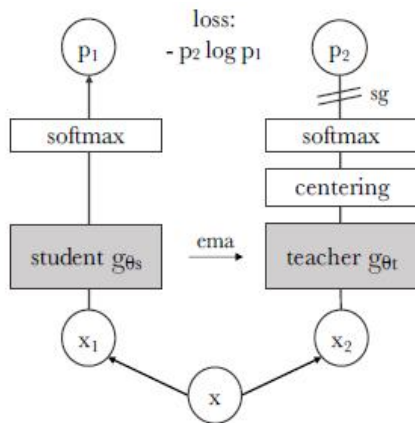 p₁
loss:
- p₂ log p₁
p₂
sg
softmax
softmax
centering
student gθs
ema
teacher gθt
x₁
x₂
x